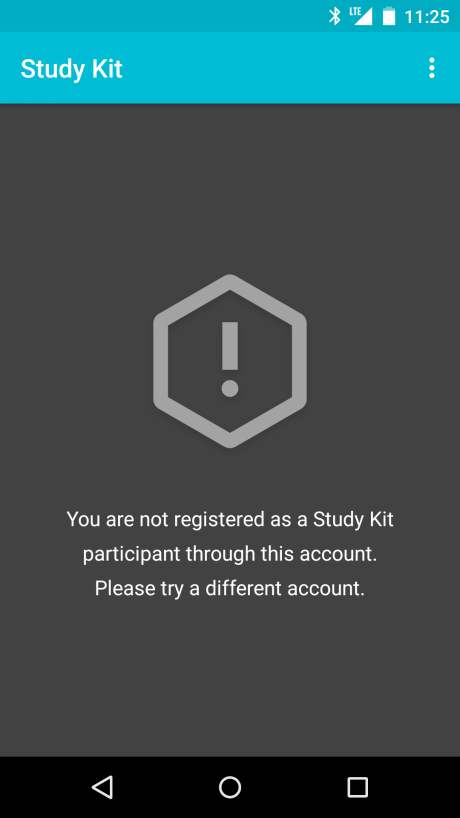 LTE 11:25
Study Kit
!
You are not registered as a Study Kit
participant through this account.
Please try a different account.